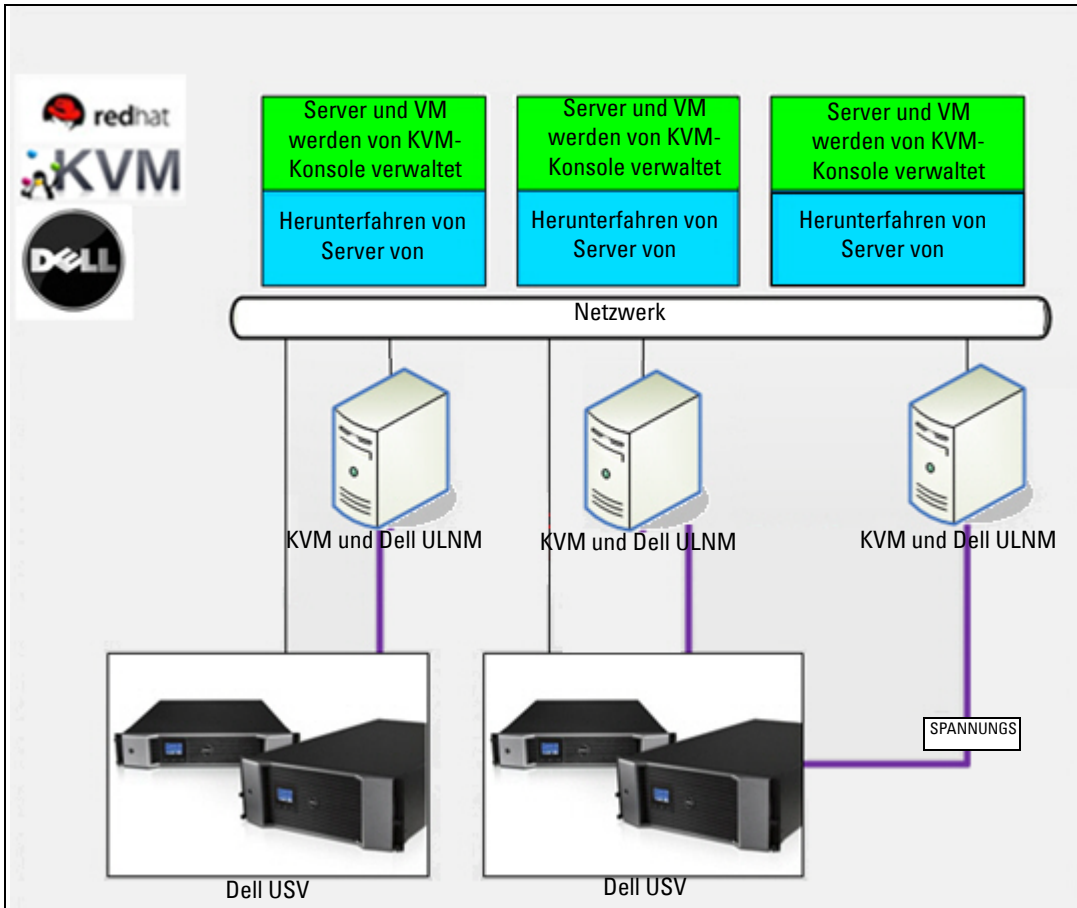 redhat
KVM
DELL
Server und VM
werden von KVM-
Konsole verwaltet
Herunterfahren von
Server von
Server und VM
werden von KVM-
Konsole verwaltet
Herunterfahren von
Server von
Server und VM
werden von KVM-
Konsole verwaltet
Herunterfahren von
Server von
Netzwerk
KVM und Dell ULNM
KVM und Dell ULNM
KVM und Dell ULNM
SPANNUNGS
Dell USV
Dell USV